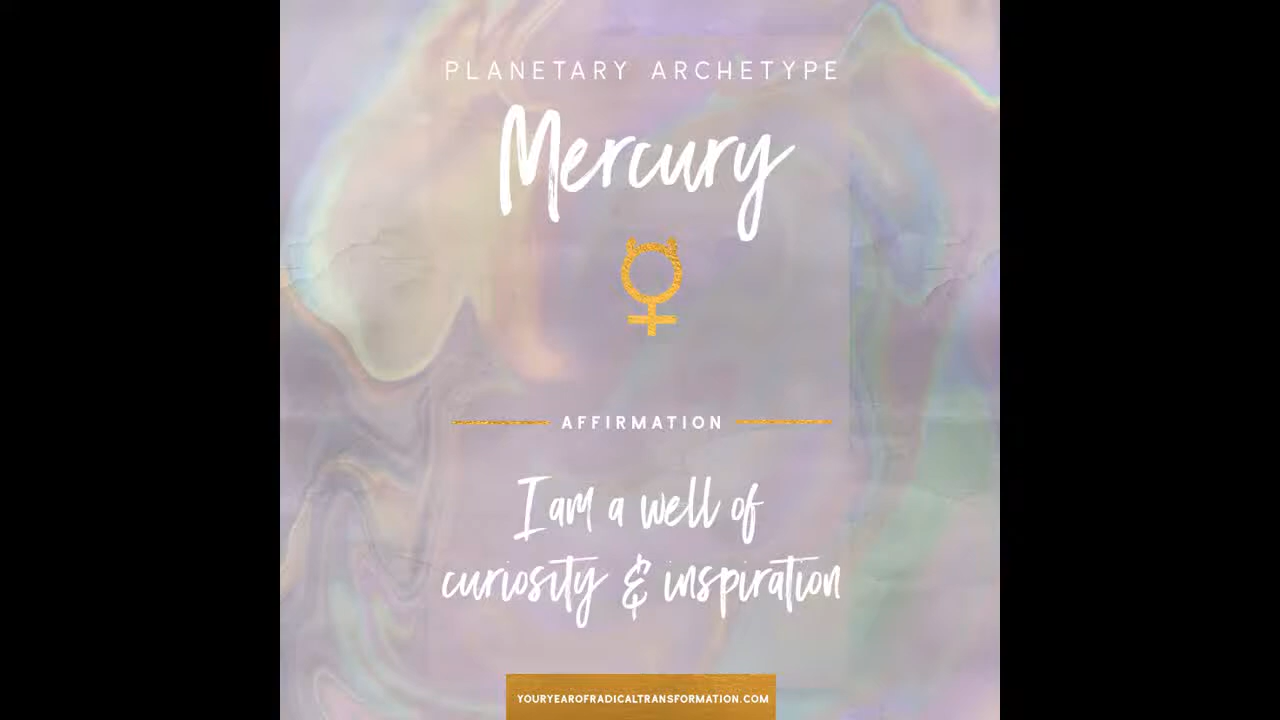 PLANETARY ARCHETYPE
Mercury
AFFIRMATION
I am a well of
curiosity & inspiration
YOURYEAROFRADICALTRANSFORMATION.COM